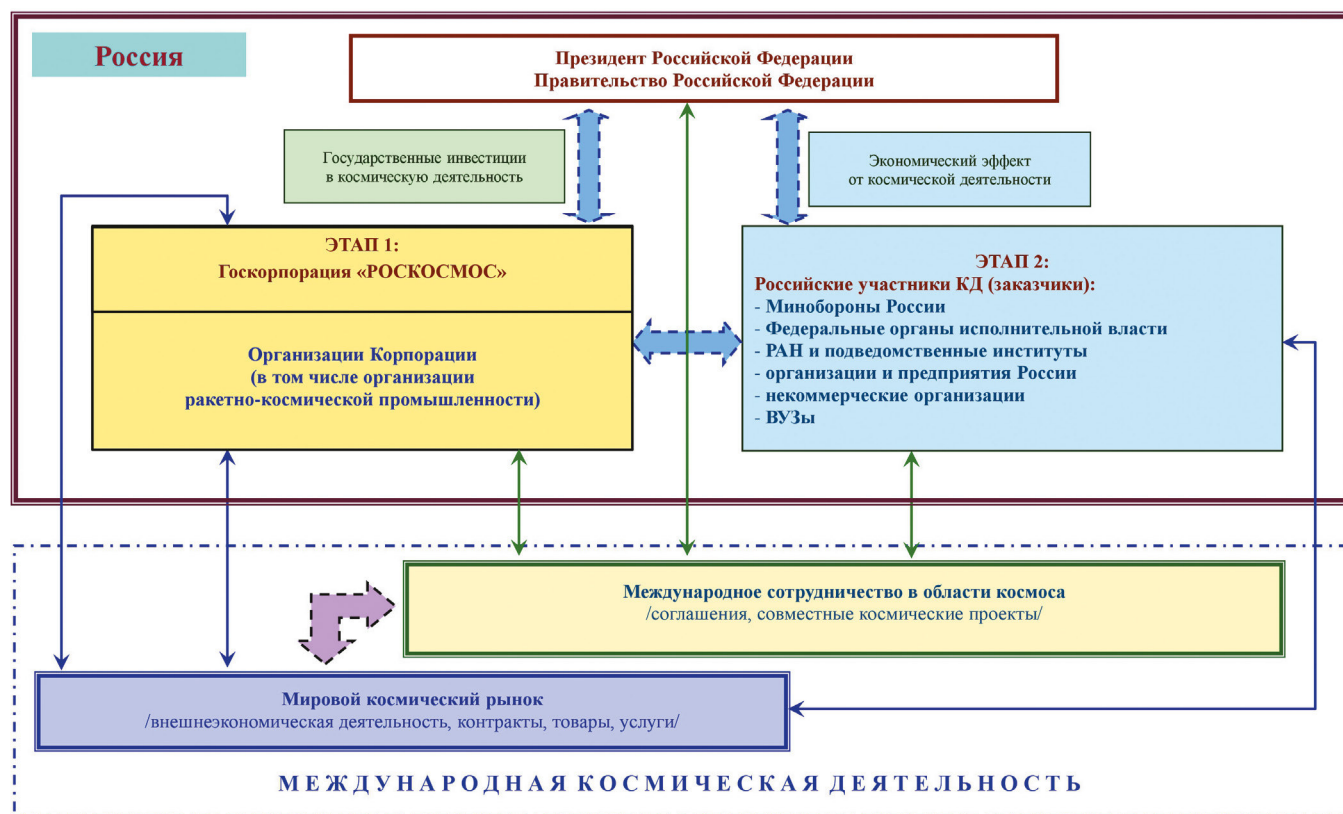 Россия
Президент Российской Федерации
Правительство Российской Федерации
Государственные инвестиции
в космическую деятельность
Экономический эффект
от космической деятельности
ЭТАП 1:
Госкорпорация «РОСКОСМОС»
Организации Корпорации
(в том числе организации
ракетно-космической промышленности)
ЭТАП 2:
Российские участники КД (заказчики):
- Минобороны России
- Федеральные органы исполнительной власти
- РАН и подведомственные институты
- организации и предприятия России
- некоммерческие организации
- ВУЗы
Международное сотрудничество в области космоса
/соглашения, совместные космические проекты/
Мировой космический рынок
/внешнеэкономическая деятельность, контракты, товары, услуги/
МЕЖДУНАРОДНАЯ КОСМИЧЕСКАЯ ДЕЯТЕЛЬНОСТЬ